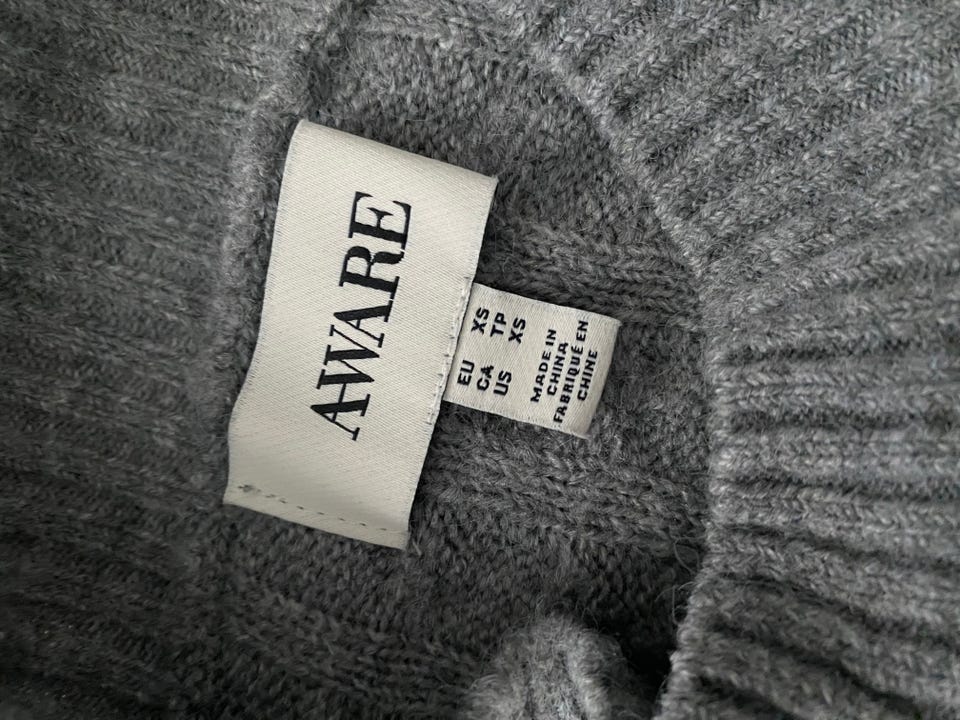 AWARE
EU XS
CA TP
US XS
MADE IN
CHINA
FABRIQUÉ EN
CHINE